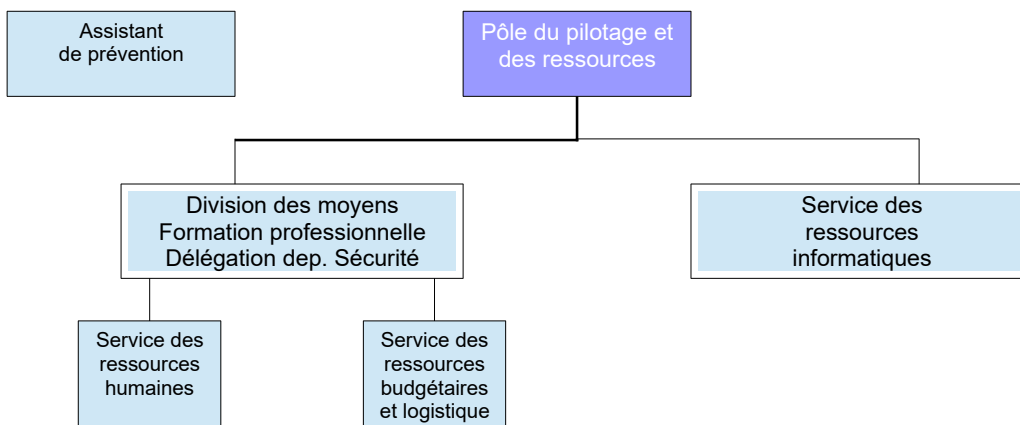 Assistant
de prévention
Pôle du pilotage et
des ressources
Division des moyens
Formation professionnelle
Délégation dep. Sécurité
Service des
ressources
informatiques
Service des
ressources
humaines
Service des
ressources
budgétaires
et logistique